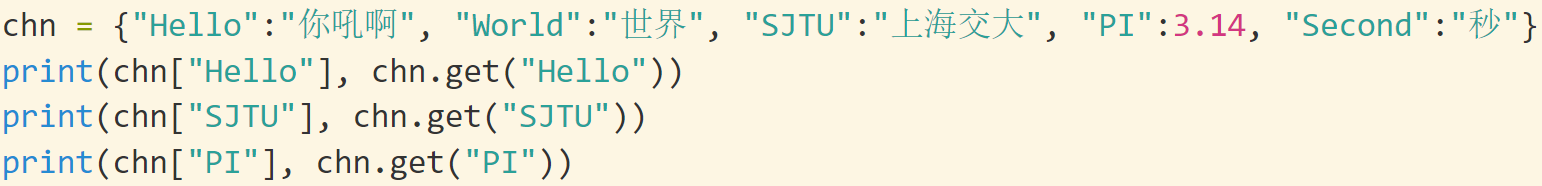 chn = {"Hello":"你吼啊", "World":"世界", "SJTU":"上海交大", "PI":3.14, "Second":"秒"}
print(chn["Hello"], chn.get("Hello"))
print(chn["SJTU"], chn.get("SJTU"))
print(chn["PI"], chn.get("PI"))